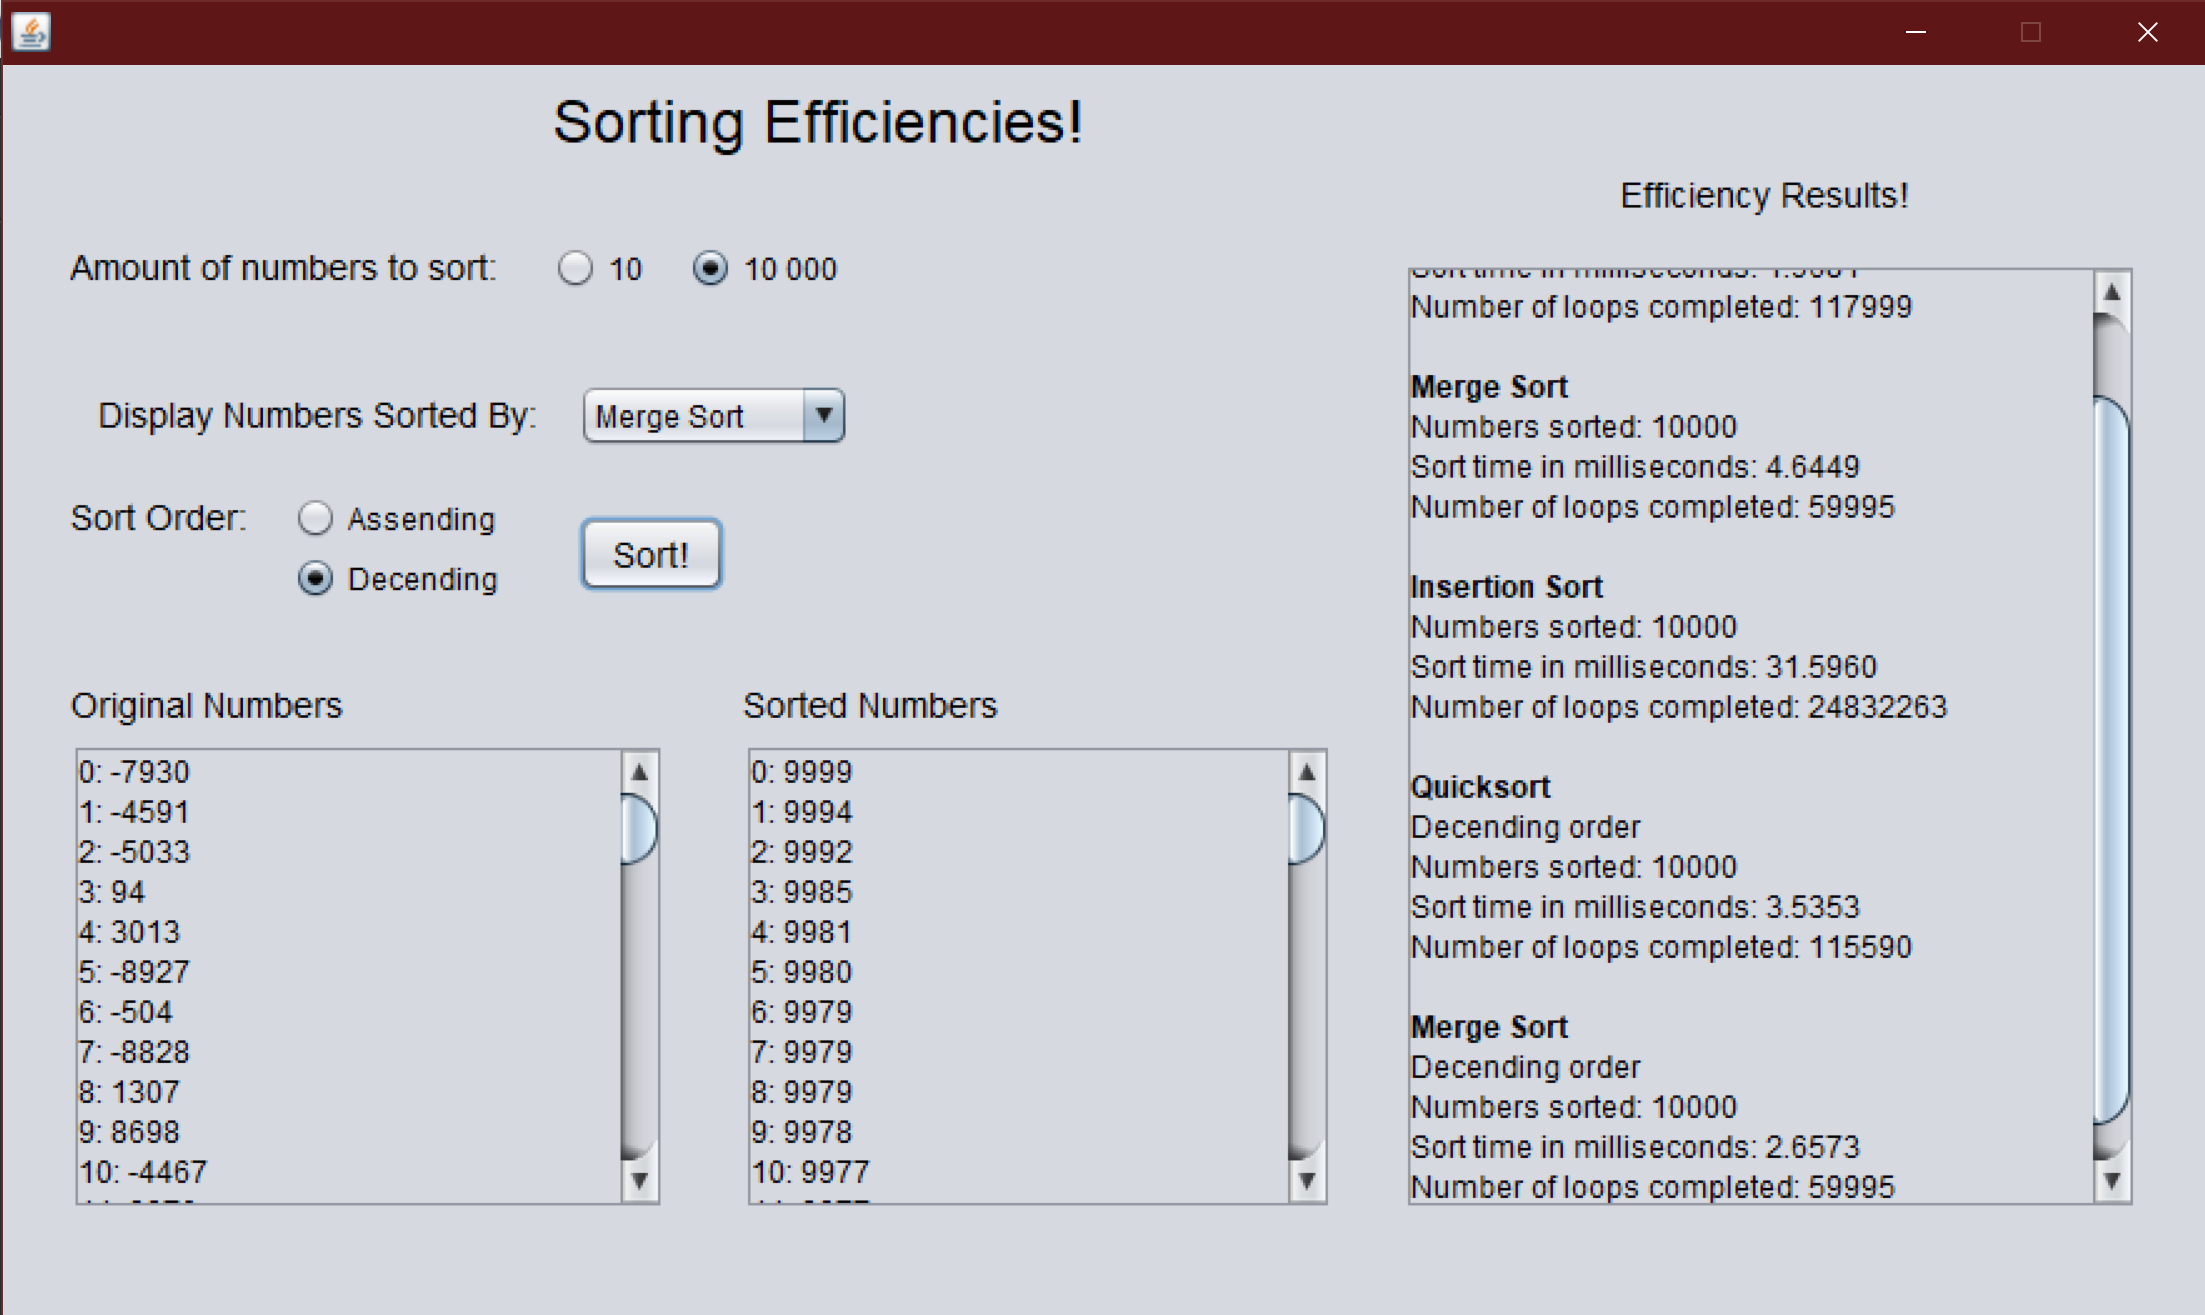 Sorting Efficiencies!
Amount of numbers to sort: 10 10 000
Display Numbers Sorted By: Merge Sort
Sort Order: Assending
Decending
Sort!
Original Numbers
0: -7930
1: -4591
2: -5033
3: 94
4: 3013
5: -8927
6: -504
7: -8828
8: 1307
9: 8698
10: -4467
Sorted Numbers
0: 9999
1: 9994
2: 9992
3: 9985
4: 9981
5: 9980
6: 9979
7: 9979
8: 9979
9: 9978
10: 9977
Efficiency Results!
Sort time in milliseconds:
Number of loops completed: 117999
Merge Sort
Numbers sorted: 10000
Sort time in milliseconds: 4.6449
Number of loops completed: 59995
Insertion Sort
Numbers sorted: 10000
Sort time in milliseconds: 31.5960
Number of loops completed: 24832263
Quicksort
Decending order
Numbers sorted: 10000
Sort time in milliseconds: 3.5353
Number of loops completed: 115590
Merge Sort
Decending order
Numbers sorted: 10000
Sort time in milliseconds: 2.6573
Number of loops completed: 59995